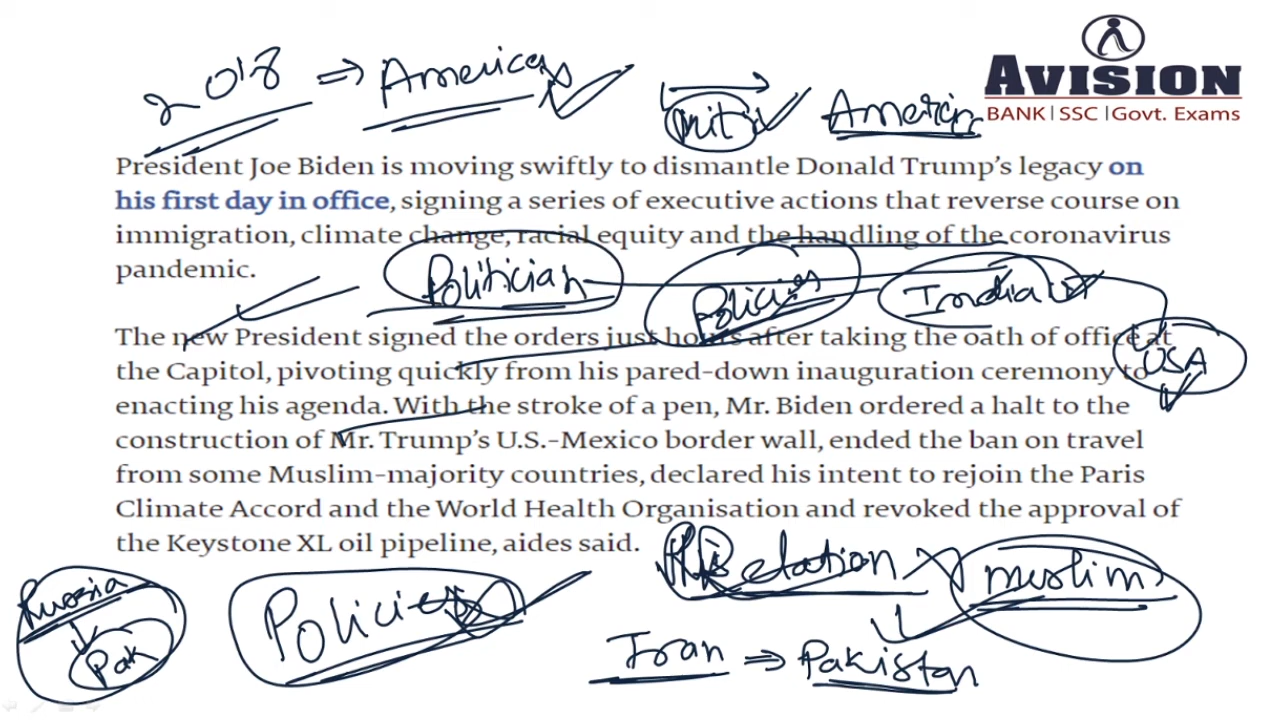 2018 ⇒ America
initi America
AVISION
BANK | SSC | Govt. Exams
President Joe Biden is moving swiftly to dismantle Donald Trump's legacy on
his first day in office, signing a series of executive actions that reverse course on
immigration, climate change, racial equity and the handling of the coronavirus
pandemic.
Politician Policies India
The new President signed the orders just hours after taking the oath of office at
USA
the Capitol, pivoting quickly from his pared-down inauguration ceremony to
enacting his agenda. With the stroke of a pen, Mr. Biden ordered a halt to the
construction of Mr. Trump's U.S.-Mexico border wall, ended the ban on travel
from some Muslim-majority countries, declared his intent to rejoin the Paris
Climate Accord and the World Health Organisation and revoked the approval of
the Keystone XL oil pipeline, aides said.
Relation Muslim
Russia
Policies
Pak
Iran ⇒ Pakistan